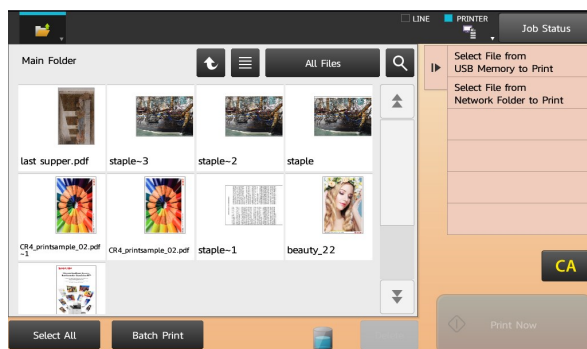 LINE
PRINTER
Job Status
Main Folder
All Files
Select File from
USB Memory to Print
Select File from
Network Folder to Print
last supper.pdf
staple~3
staple~2
staple
CR4_printsample_02.pdf
~1
CR4_printsample_02.pdf
staple~1
beauty_22
CA
Select All
Batch Print
Print Now